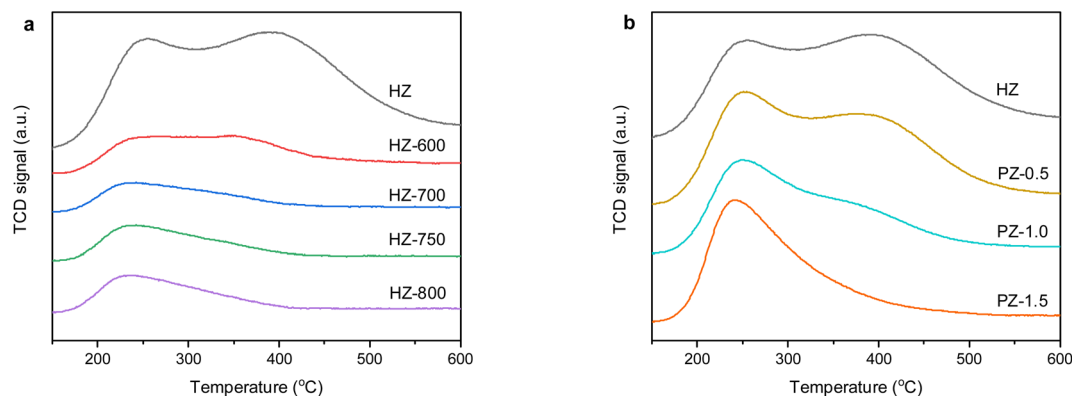 a
TCD signal (a.u.)
HZ
HZ-600
HZ-700
HZ-750
HZ-800
200 300 400 500 600
Temperature (°C)
b
TCD signal (a.u.)
HZ
PZ-0.5
PZ-1.0
PZ-1.5
200 300 400 500 600
Temperature (°C)